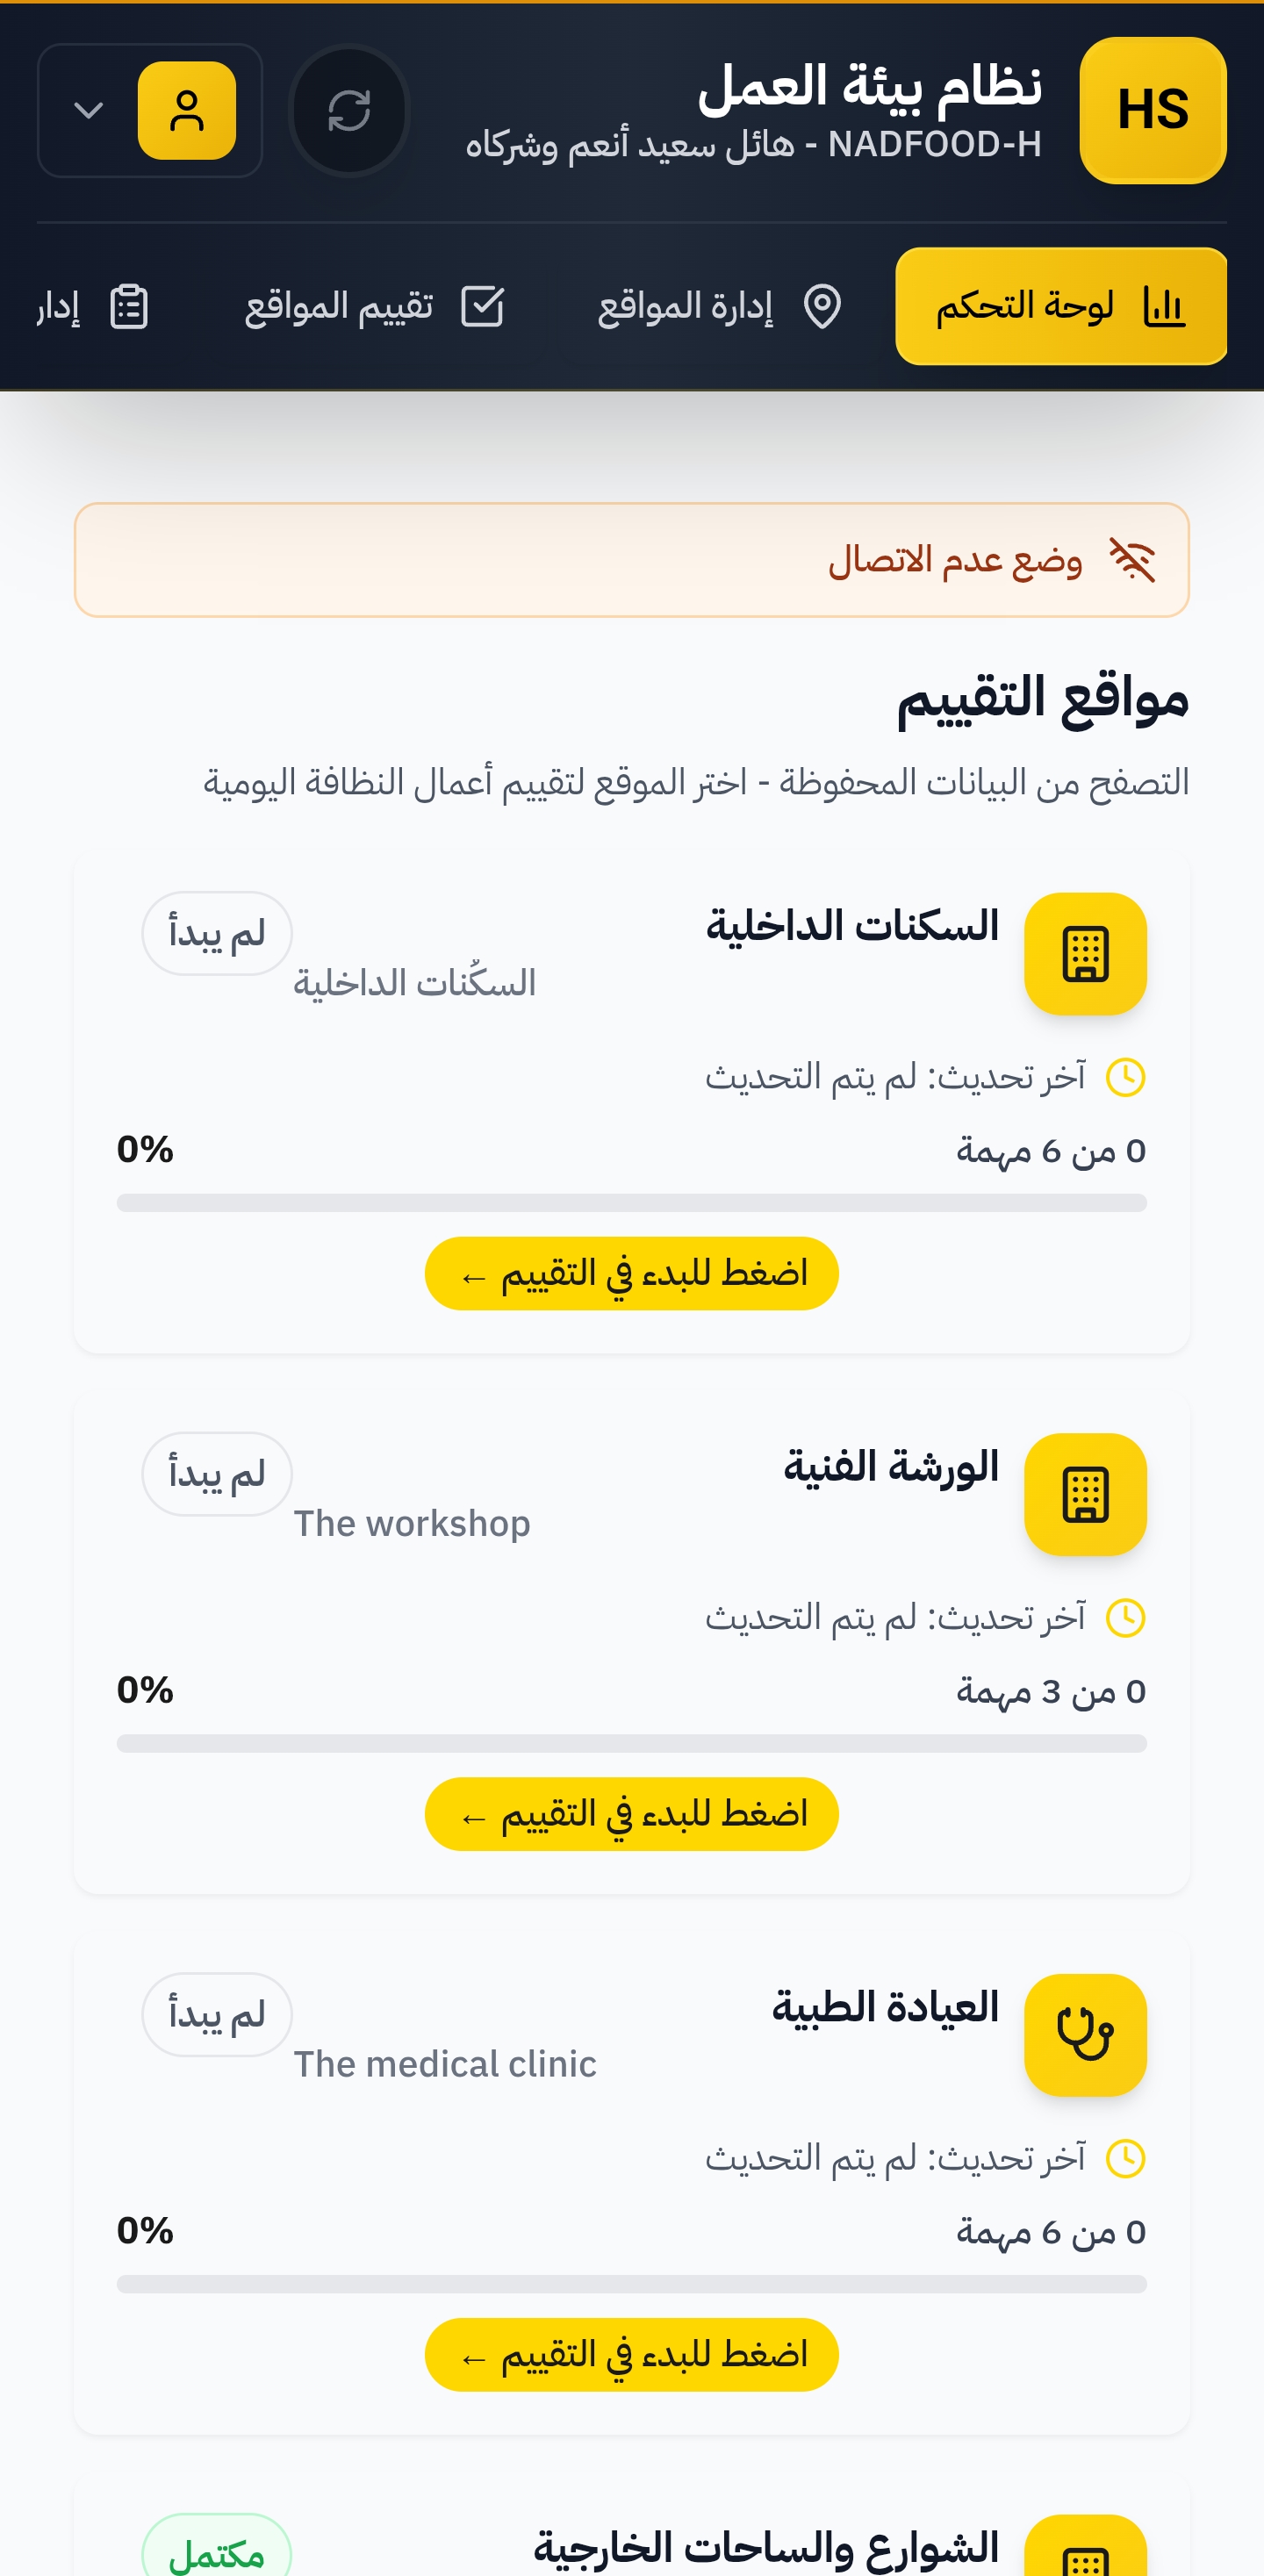 HS
نظام بيئة العمل
NADFOOD-H - هائل سعيد أنعم وشركاه
لوحة التحكم
إدارة المواقع
تقييم المواقع
إدار
وضع عدم الاتصال
مواقع التقييم
التصفح من البيانات المحفوظة - اختر الموقع لتقييم أعمال النظافة اليومية
السكنات الداخلية
لم يبدأ
السكُنات الداخلية
آخر تحديث: لم يتم التحديث
0 من 6 مهمة
0%
اضغط للبدء في التقييم ←
الورشة الفنية
لم يبدأ
The workshop
آخر تحديث: لم يتم التحديث
0 من 3 مهمة
0%
اضغط للبدء في التقييم ←
العيادة الطبية
لم يبدأ
The medical clinic
آخر تحديث: لم يتم التحديث
0 من 6 مهمة
0%
اضغط للبدء في التقييم ←
الشوارع والساحات الخارجية
مكتمل